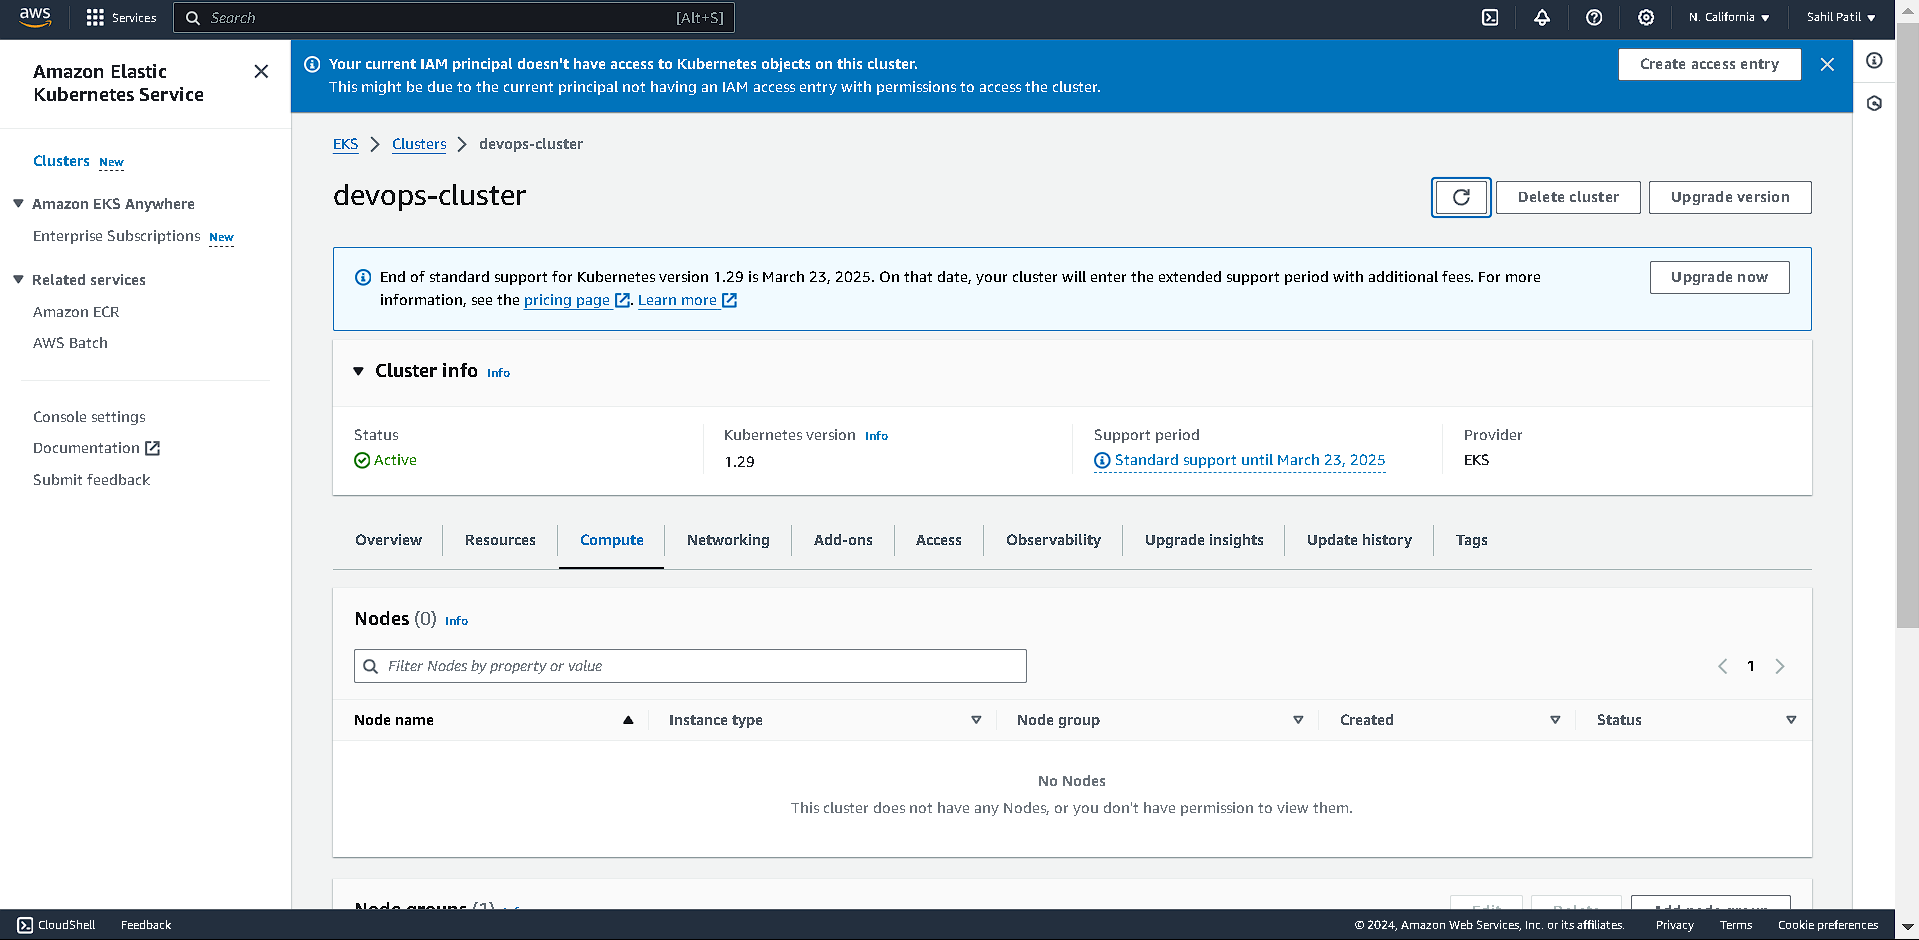 aws
Services
Search
[Alt+S]
N. California
Sahil Patil
Amazon Elastic
Kubernetes Service
Clusters New
Amazon EKS Anywhere
Enterprise Subscriptions New
Related services
Amazon ECR
AWS Batch
Console settings
Documentation
Submit feedback
Your current IAM principal doesn't have access to Kubernetes objects on this cluster.
This might be due to the current principal not having an IAM access entry with permissions to access the cluster.
Create access entry
EKS
Clusters
devops-cluster
devops-cluster
Delete cluster
Upgrade version
End of standard support for Kubernetes version 1.29 is March 23, 2025. On that date, your cluster will enter the extended support period with additional fees. For more
information, see the pricing page. Learn more
Upgrade now
Cluster info Info
Status
Active
Kubernetes version Info
1.29
Support period
Standard support until March 23, 2025
Provider
EKS
Overview
Resources
Compute
Networking
Add-ons
Access
Observability
Upgrade insights
Update history
Tags
Nodes (0) Info
Filter Nodes by property or value
1
Node name
Instance type
Node group
Created
Status
No Nodes
This cluster does not have any Nodes, or you don't have permission to view them.
Node groups (1) Info
Edit
Delete
Add node group
CloudShell
Feedback
© 2024, Amazon Web Services, Inc. or its affiliates.
Privacy
Terms
Cookie preferences